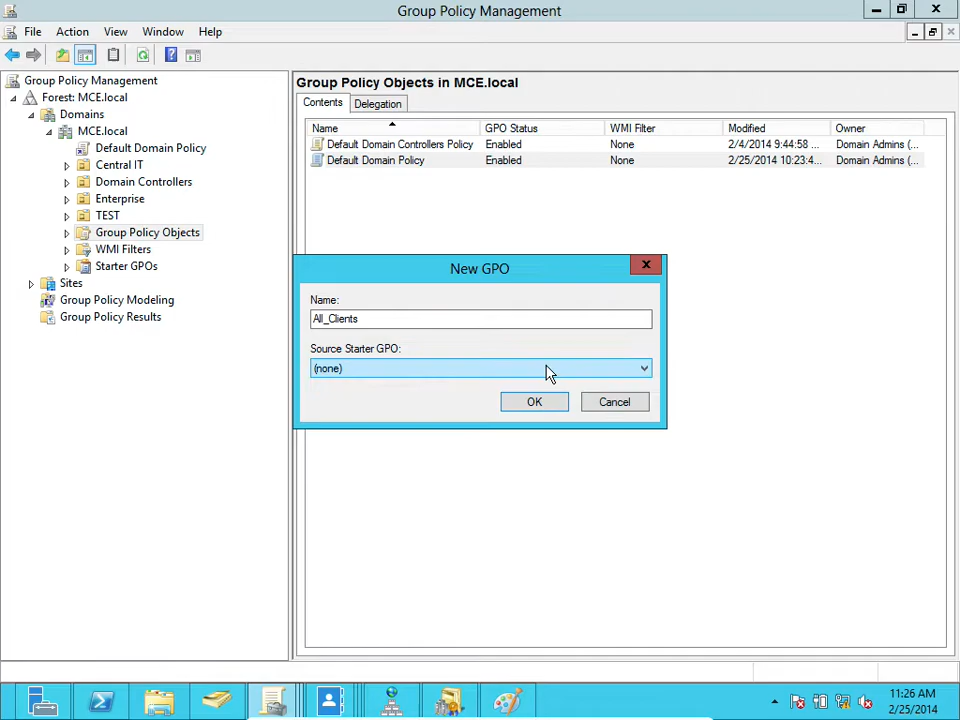 Group Policy Management
File Action View Window Help
Group Policy Management
Forest: MCE.local
Domains
MCE.local
Default Domain Policy
Central IT
Domain Controllers
Enterprise
TEST
Group Policy Objects
WMI Filters
Starter GPOs
Sites
Group Policy Modeling
Group Policy Results
Group Policy Objects in MCE.local
Contents Delegation
Name GPO Status WMI Filter Modified Owner
Default Domain Controllers Policy Enabled None 2/4/2014 9:44:58 ... Domain Admins (...
Default Domain Policy Enabled None 2/25/2014 10:23:4... Domain Admins (...
New GPO
Name:
All_Clients
Source Starter GPO:
(none)
OK Cancel
11:26 AM
2/25/2014